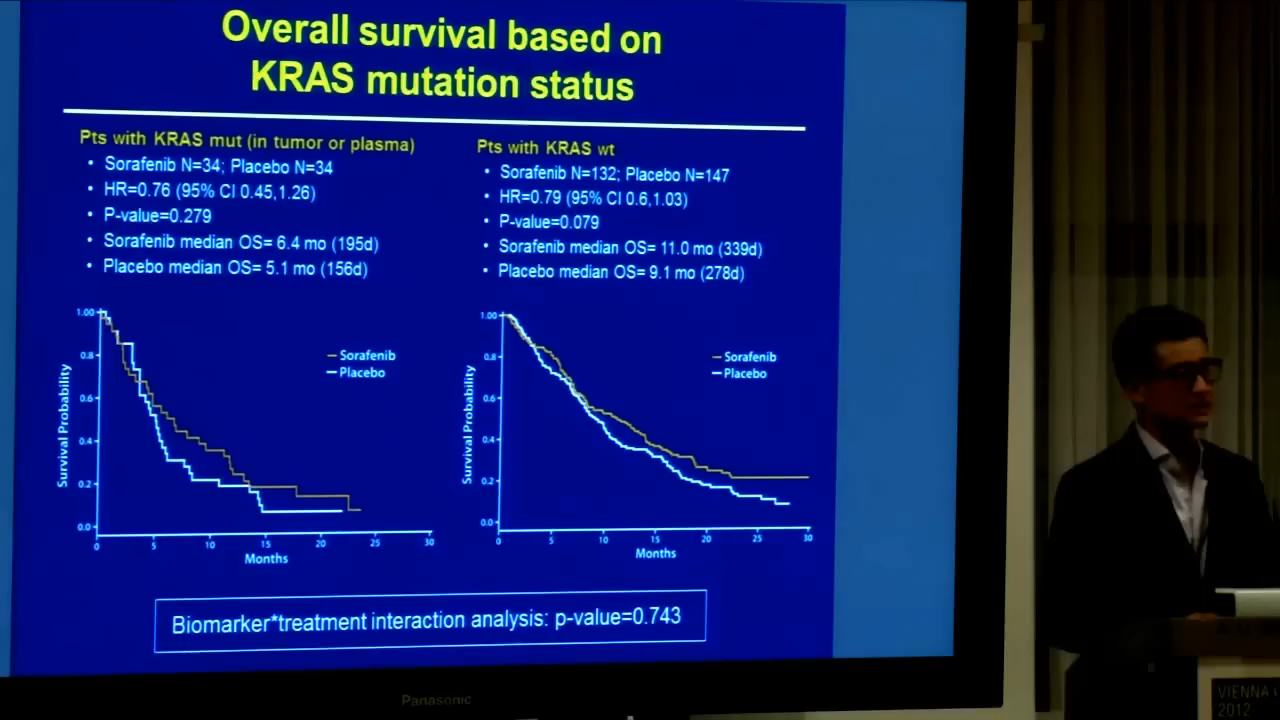 Overall survival based on
KRAS mutation status
Pts with KRAS mut (in tumor or plasma)
• Sorafenib N=34; Placebo N=34
• HR=0.76 (95% CI 0.45,1.26)
• P-value=0.279
• Sorafenib median OS= 6.4 mo (195d)
• Placebo median OS= 5.1 mo (156d)
Pts with KRAS wt
• Sorafenib N=132; Placebo N=147
• HR=0.79 (95% CI 0.6,1.03)
• P-value=0.079
• Sorafenib median OS= 11.0 mo (339d)
• Placebo median OS= 9.1 mo (278d)
Survival Probability
1.00
0.8
0.6
0.4
0.2
0.0
Sorafenib
Placebo
0 5 10 15 20 25 30
Months
Survival Probability
1.00
0.8
0.6
0.4
0.2
0.0
Sorafenib
Placebo
0 5 10 15 20 25 30
Months
Biomarker*treatment interaction analysis: p-value=0.743
Panasonic
VIENNA
2012